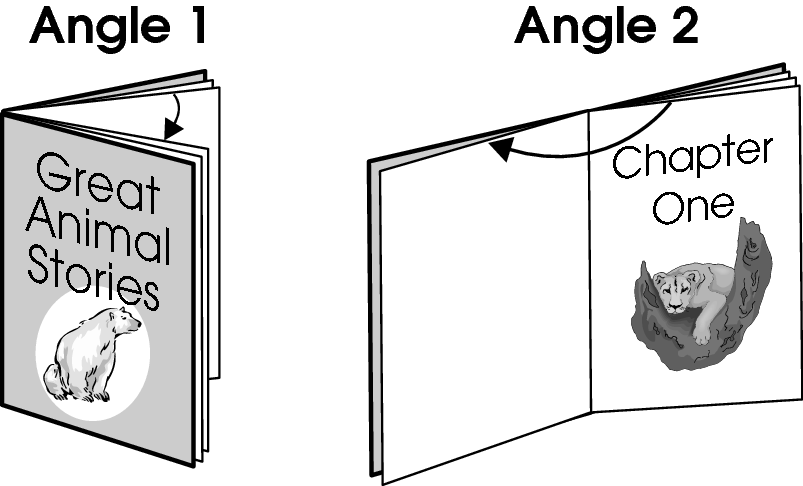 Angle 1
Angle 2
Great
Animal
Stories
Chapter
One